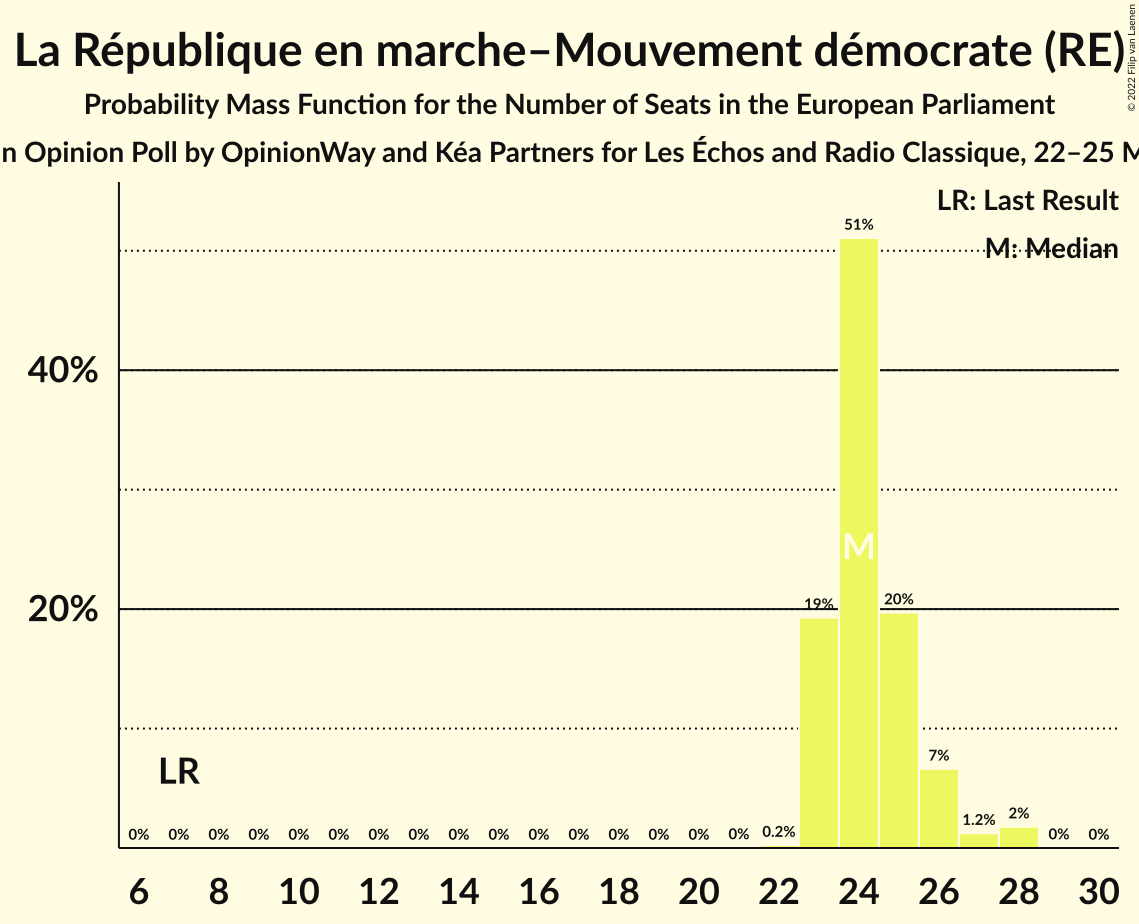 La République en marche–Mouvement démocrate (RE)
© 2022 Filip van Laenen
Probability Mass Function for the Number of Seats in the European Parliament
n Opinion Poll by OpinionWay and Kéa Partners for Les Échos and Radio Classique, 22–25 M
LR: Last Result
M: Median
51%
40%
M
20%
19%
20%
LR
7%
0% 0% 0% 0% 0% 0% 0% 0% 0% 0% 0% 0% 0% 0% 0% 0% 0.2% 1.2% 2% 0% 0%
6 8 10 12 14 16 18 20 22 24 26 28 30